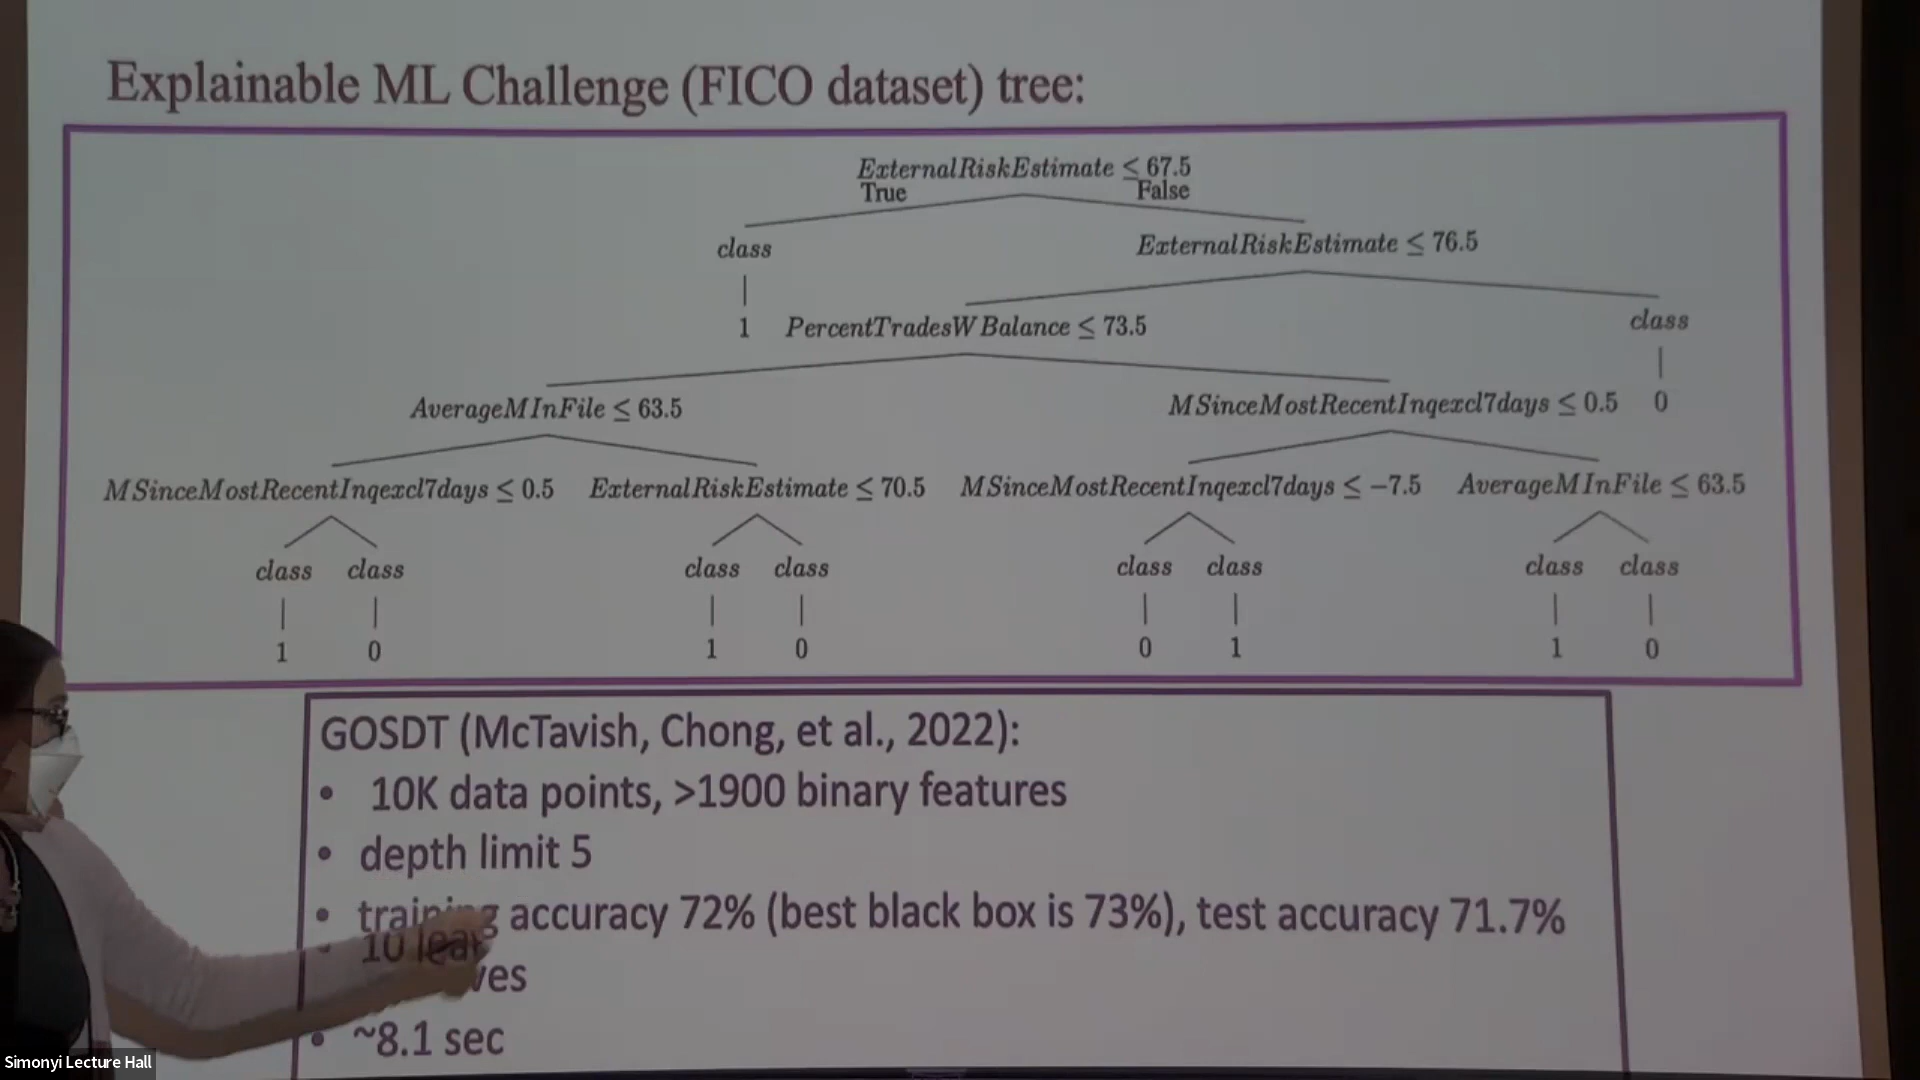 Explainable ML Challenge (FICO dataset) tree:
ExternalRiskEstimate ≤ 67.5
True False
class ExternalRiskEstimate ≤ 76.5
1 PercentTradesWBalance ≤ 73.5 class
AverageMInFile ≤ 63.5 MSinceMostRecentInqexcl7days ≤ 0.5 0
MSinceMostRecentInqexcl7days ≤ 0.5 ExternalRiskEstimate ≤ 70.5 MSinceMostRecentInqexcl7days ≤ −7.5 AverageMInFile ≤ 63.5
class class class class class class class class
1 0 1 0 0 1 1 0
GOSDT (McTavish, Chong, et al., 2022):
• 10K data points, >1900 binary features
• depth limit 5
• training accuracy 72% (best black box is 73%), test accuracy 71.7%
• 10 leaves
• ~8.1 sec
Simonyi Lecture Hall